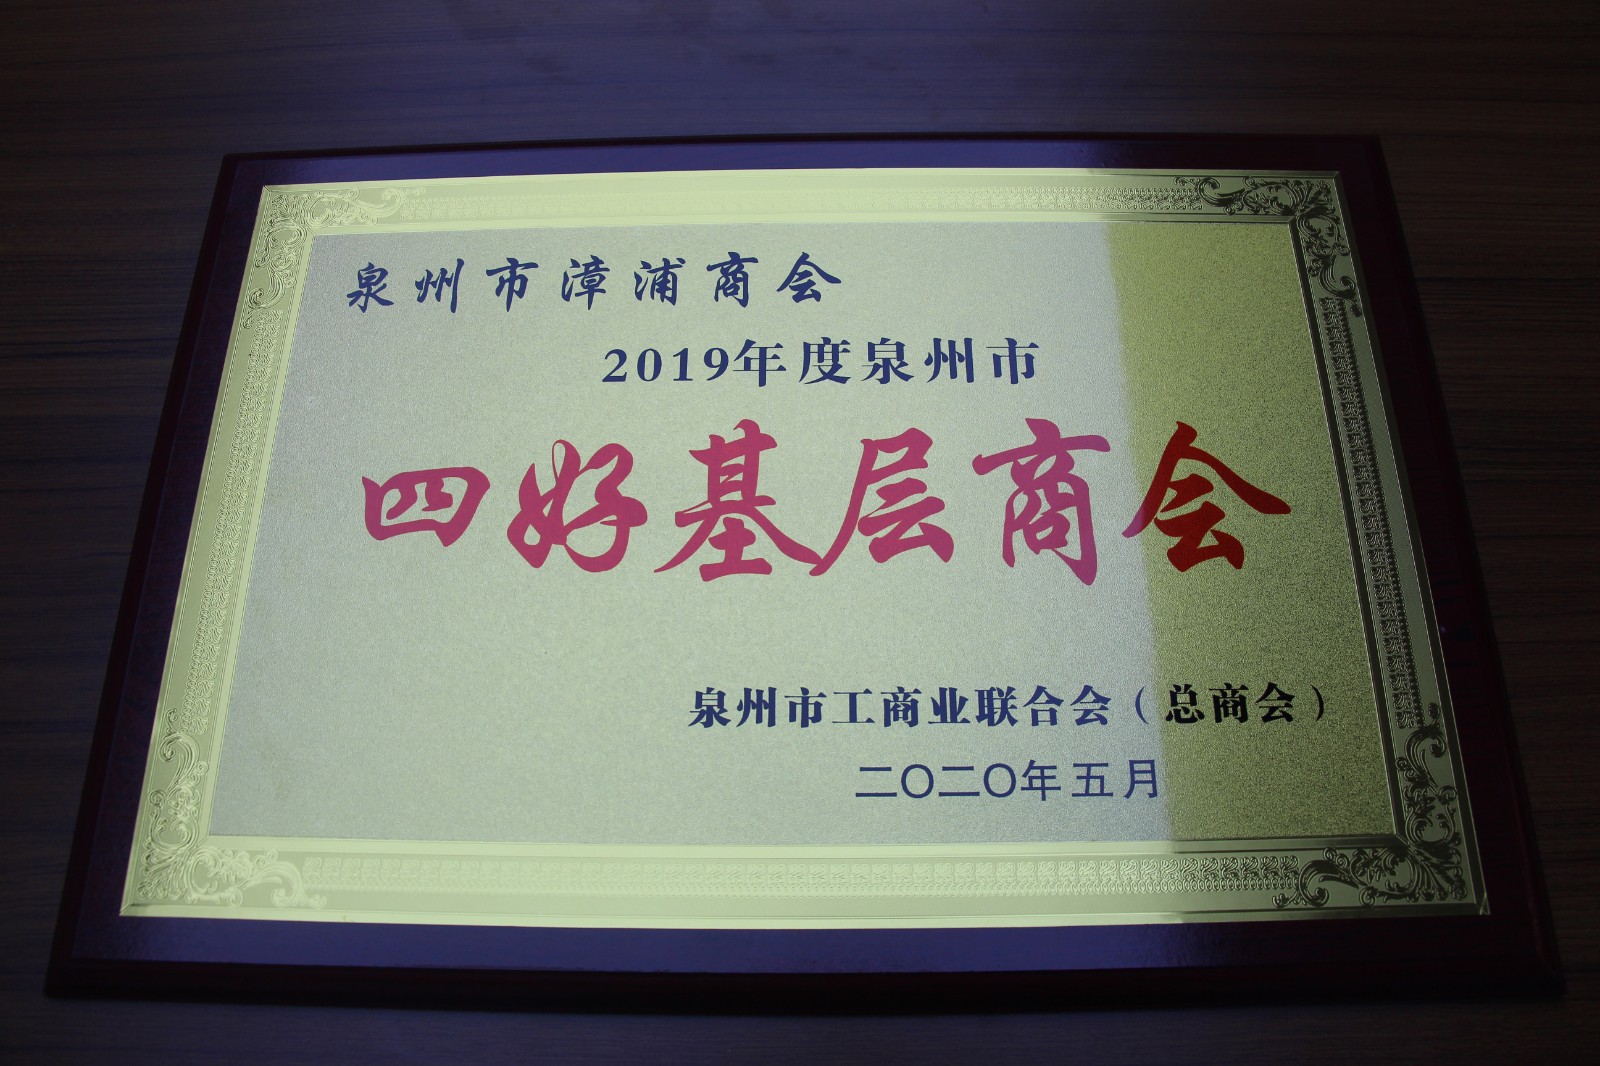 泉州市漳浦商会
2019年度泉州市
四好基层商会
泉州市工商业联合会（总商会）
二〇二〇年五月